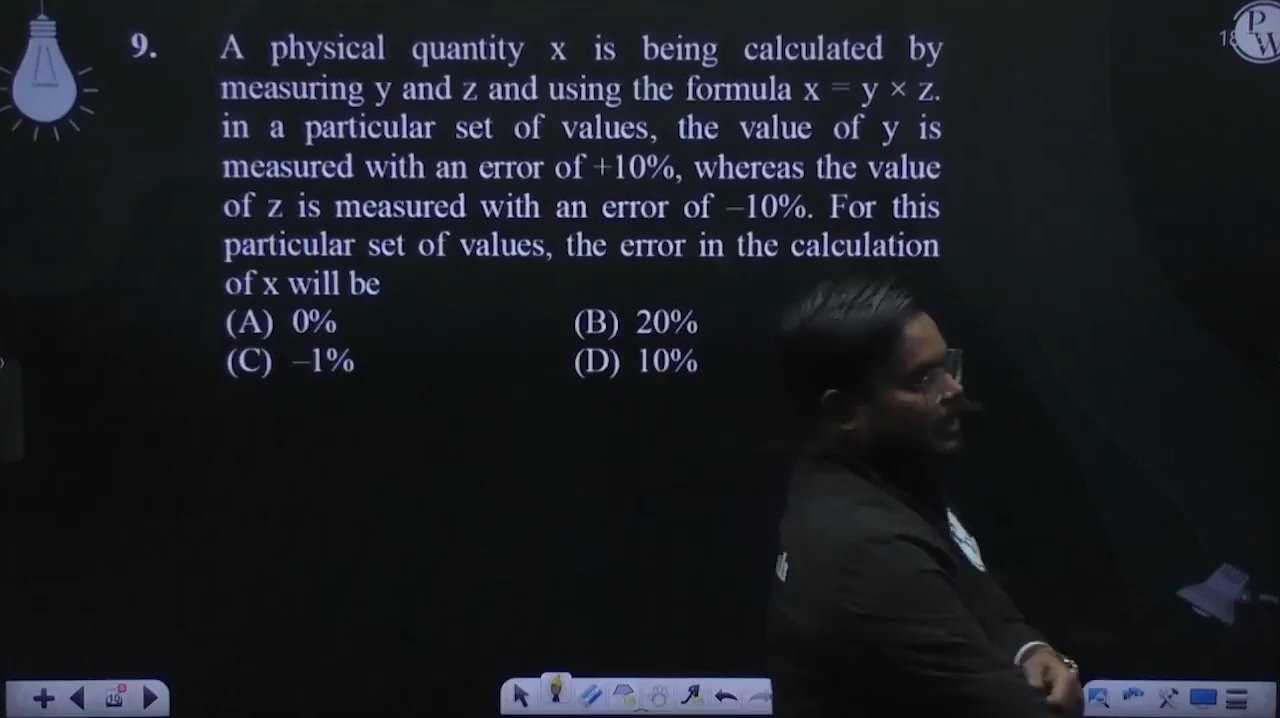 9. A physical quantity x is being calculated by
measuring y and z and using the formula x = y × z.
in a particular set of values, the value of y is
measured with an error of +10%, whereas the value
of z is measured with an error of –10%. For this
particular set of values, the error in the calculation
of x will be
(A) 0% (B) 20%
(C) –1% (D) 10%
18
P
W
10